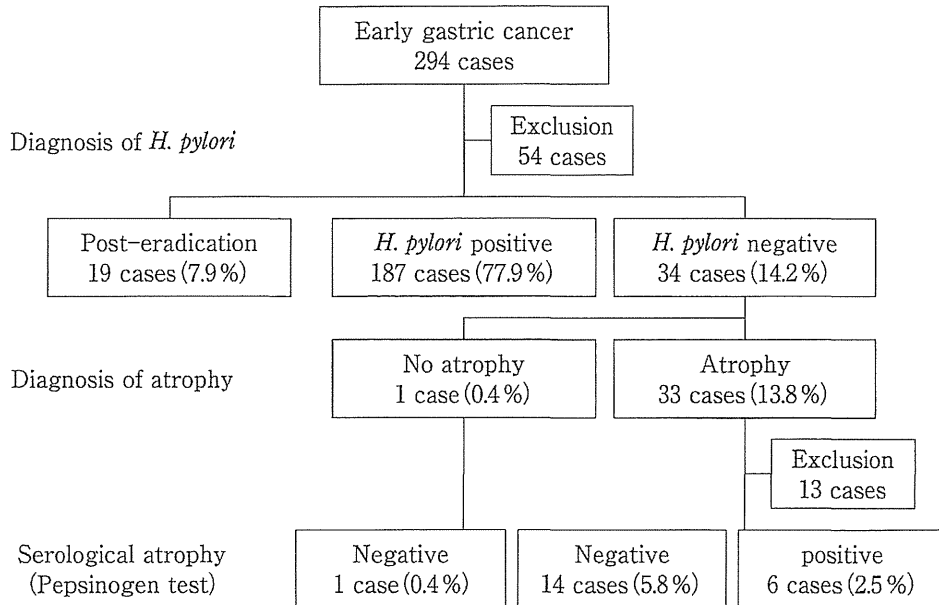 Early gastric cancer
294 cases
Diagnosis of H. pylori
Exclusion
54 cases
Post-eradication
19 cases (7.9%)
H. pylori positive
187 cases (77.9%)
H. pylori negative
34 cases (14.2%)
Diagnosis of atrophy
No atrophy
1 case (0.4%)
Atrophy
33 cases (13.8%)
Exclusion
13 cases
Serological atrophy
(Pepsinogen test)
Negative
1 case (0.4%)
Negative
14 cases (5.8%)
positive
6 cases (2.5%)